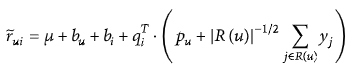 r̃ᵤᵢ = μ + bᵤ + bᵢ + qᵢᵀ · ( pᵤ + |R (u)|^{-1/2} ∑_{j∈R(u)} yⱼ )